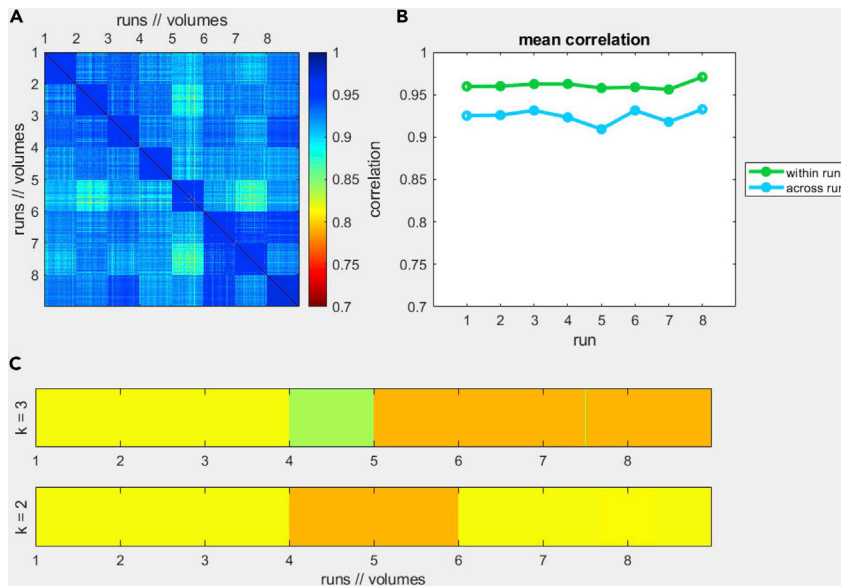 A
runs // volumes
1 2 3 4 5 6 7 8
runs // volumes
1
2
3
4
5
6
7
8
1
0.95
0.9
0.85
0.8
0.75
0.7
correlation
B
mean correlation
1
0.95
0.9
0.85
0.8
0.75
0.7
1 2 3 4 5 6 7 8
run
within run
across run
C
k = 3
1 2 3 4 5 6 7 8
k = 2
1 2 3 4 5 6 7 8
runs // volumes